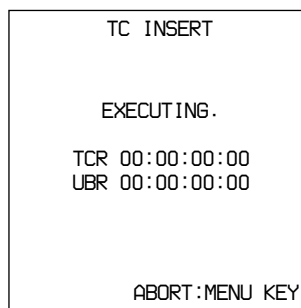 TC INSERT
EXECUTING.
TCR 00:00:00:00
UBR 00:00:00:00
ABORT:MENU KEY